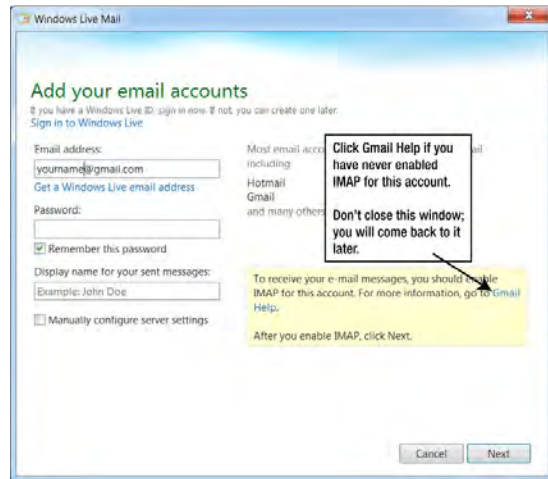 Windows Live Mail
Add your email accounts
If you have a Windows Live ID, sign in now. If not, you can create one later.
Sign in to Windows Live
Email address:
yourname@gmail.com
Get a Windows Live email address
Password:
Remember this password
Display name for your sent messages:
Example: John Doe
Manually configure server settings
Most email acco
including
Hotmail
Gmail
and many others
Click Gmail Help if you
have never enabled
IMAP for this account.
Don't close this window;
you will come back to it
later.
To receive your e-mail messages, you should enable
IMAP for this account. For more information, go to Gmail
Help.
After you enable IMAP, click Next.
Cancel
Next